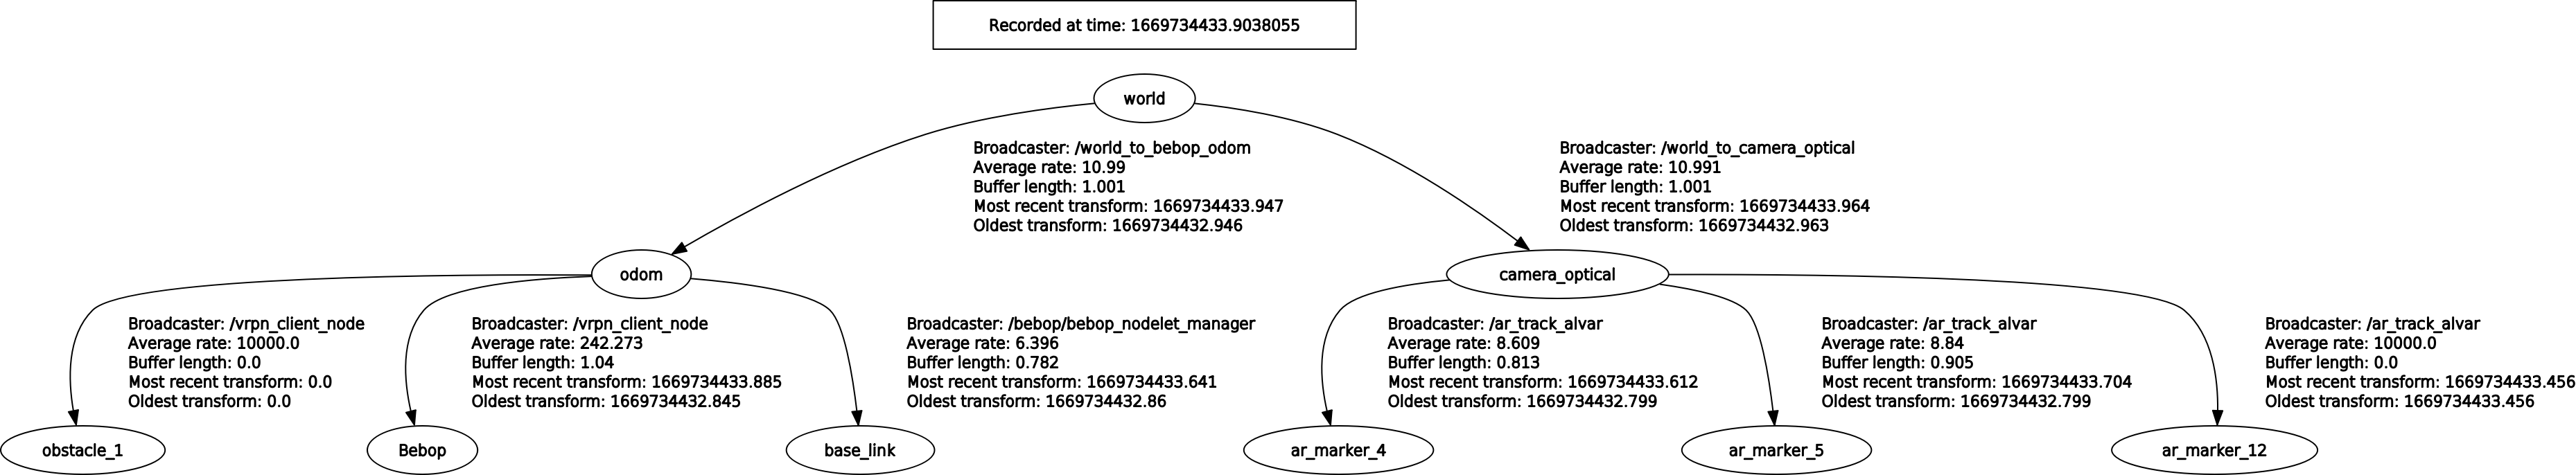 Recorded at time: 1669734433.9038055
world
Broadcaster: /world_to_bebop_odom
Average rate: 10.99
Buffer length: 1.001
Most recent transform: 1669734433.947
Oldest transform: 1669734432.946
Broadcaster: /world_to_camera_optical
Average rate: 10.991
Buffer length: 1.001
Most recent transform: 1669734433.964
Oldest transform: 1669734432.963
odom
camera_optical
Broadcaster: /vrpn_client_node
Average rate: 10000.0
Buffer length: 0.0
Most recent transform: 0.0
Oldest transform: 0.0
Broadcaster: /vrpn_client_node
Average rate: 242.273
Buffer length: 1.04
Most recent transform: 1669734433.885
Oldest transform: 1669734432.845
Broadcaster: /bebop/bebop_nodelet_manager
Average rate: 6.396
Buffer length: 0.782
Most recent transform: 1669734433.641
Oldest transform: 1669734432.86
Broadcaster: /ar_track_alvar
Average rate: 8.609
Buffer length: 0.813
Most recent transform: 1669734433.612
Oldest transform: 1669734432.799
Broadcaster: /ar_track_alvar
Average rate: 8.84
Buffer length: 0.905
Most recent transform: 1669734433.704
Oldest transform: 1669734432.799
Broadcaster: /ar_track_alvar
Average rate: 10000.0
Buffer length: 0.0
Most recent transform: 1669734433.456
Oldest transform: 1669734433.456
obstacle_1
Bebop
base_link
ar_marker_4
ar_marker_5
ar_marker_12